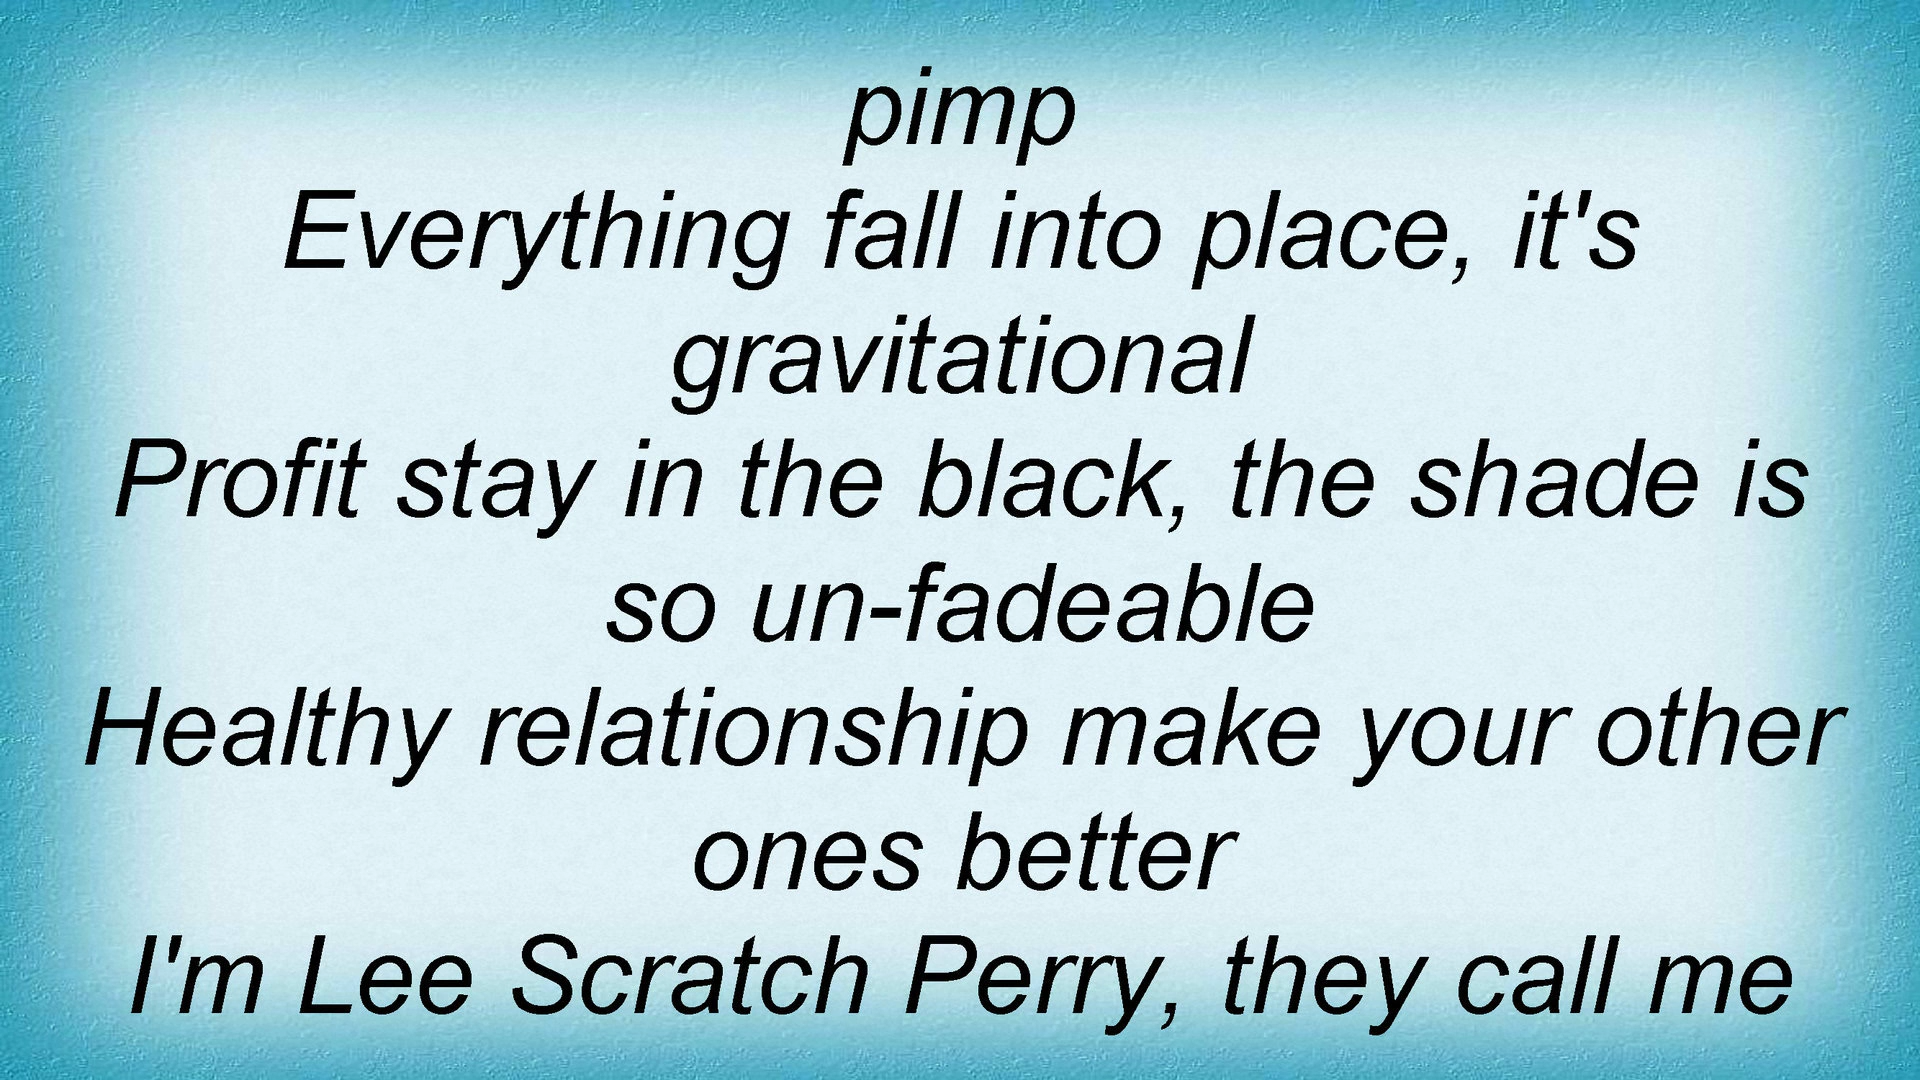 pimp
Everything fall into place, it's
gravitational
Profit stay in the black, the shade is
so un-fadeable
Healthy relationship make your other
ones better
I'm Lee Scratch Perry, they call me